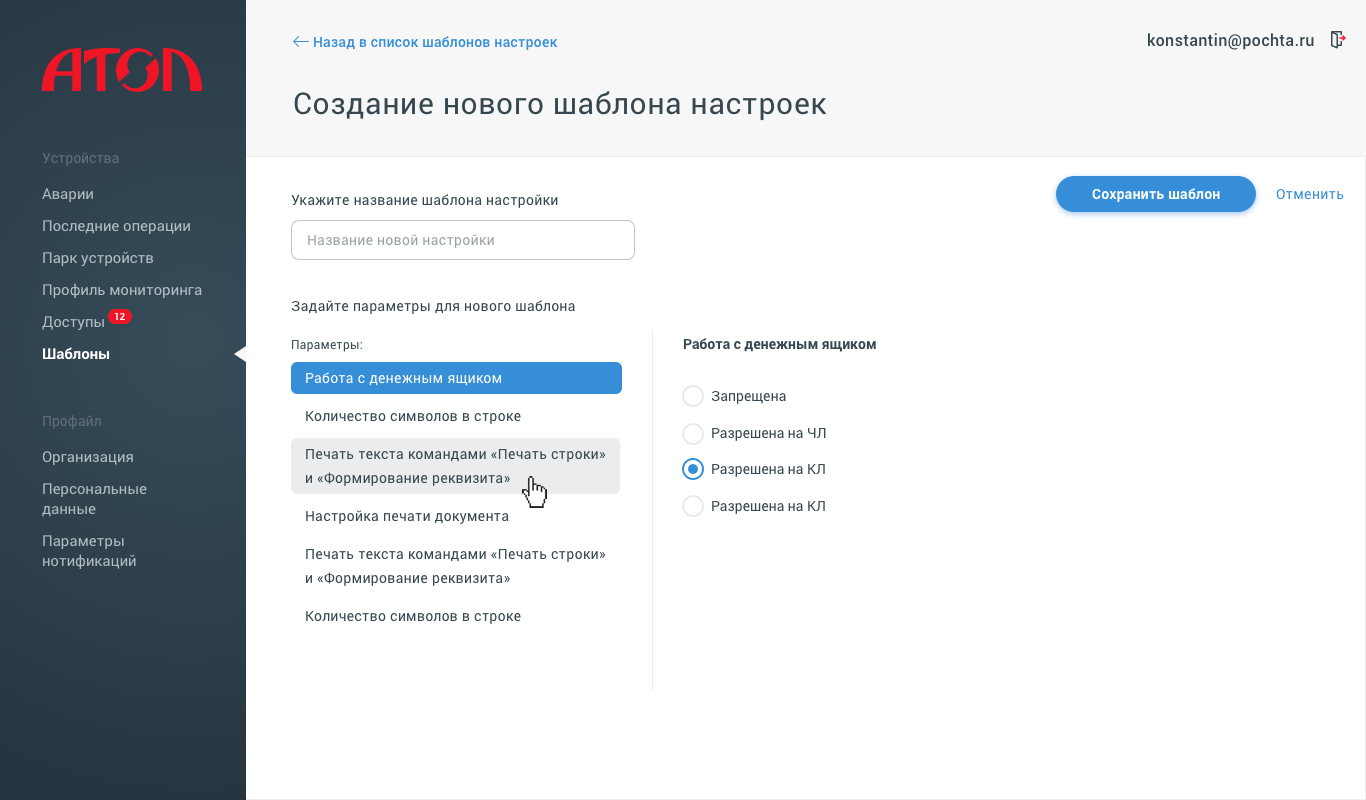 АТОЛ
Устройства
Аварии
Последние операции
Парк устройств
Профиль мониторинга
Доступы 12
Шаблоны
Профайл
Организация
Персональные
данные
Параметры
нотификаций
← Назад в список шаблонов настроек
konstantin@pochta.ru
Создание нового шаблона настроек
Укажите название шаблона настройки
Сохранить шаблон
Отменить
Название новой настройки
Задайте параметры для нового шаблона
Параметры:
Работа с денежным ящиком
Количество символов в строке
Печать текста командами «Печать строки»
и «Формирование реквизита»
Настройка печати документа
Печать текста командами «Печать строки»
и «Формирование реквизита»
Количество символов в строке
Работа с денежным ящиком
Запрещена
Разрешена на ЧЛ
Разрешена на КЛ
Разрешена на КЛ